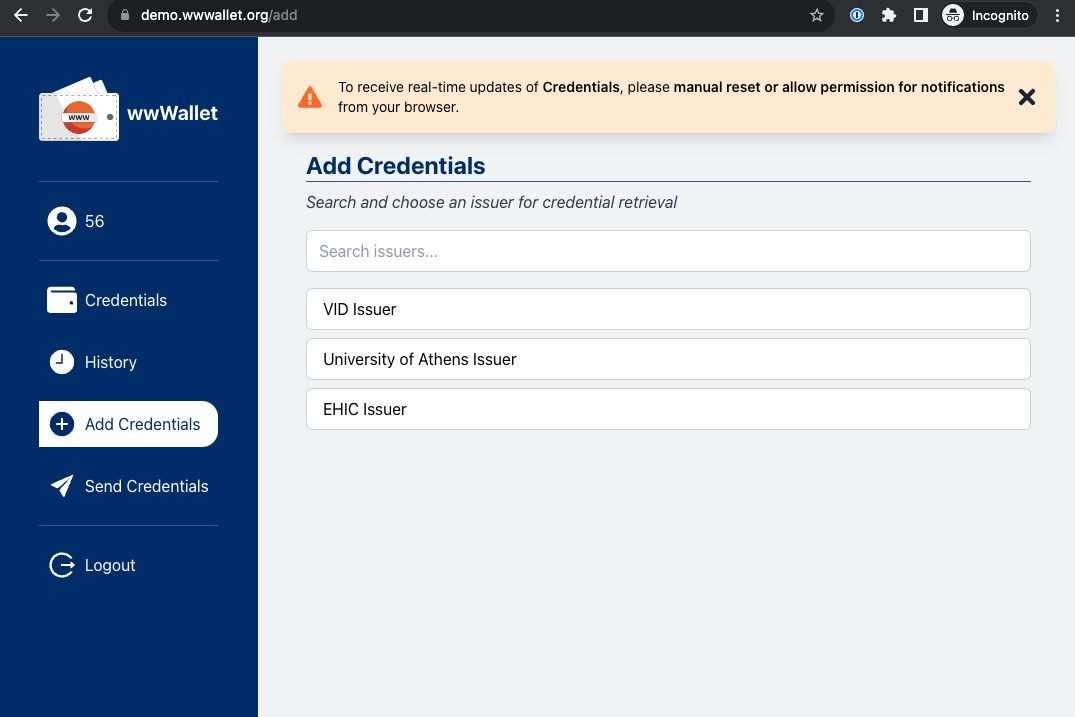 demo.wwwallet.org/add
Incognito
www
wwWallet
56
Credentials
History
Add Credentials
Send Credentials
Logout
To receive real-time updates of Credentials, please manual reset or allow permission for notifications
from your browser.
Add Credentials
Search and choose an issuer for credential retrieval
Search issuers...
VID Issuer
University of Athens Issuer
EHIC Issuer